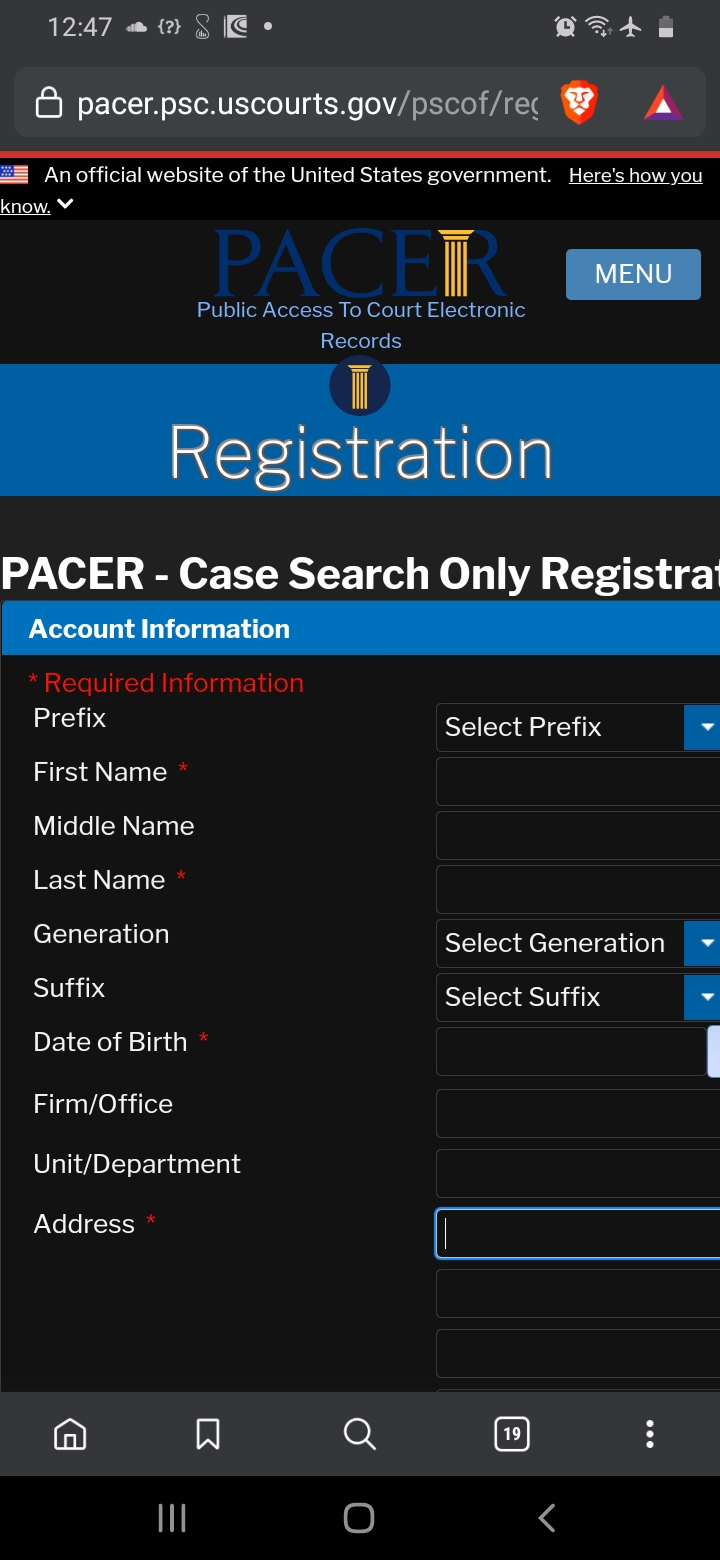 12:47 {?}
pacer.psc.uscourts.gov/pscof/reg
An official website of the United States government. Here's how you
know.
PACER
Public Access To Court Electronic
Records
MENU
Registration
PACER - Case Search Only Registrat
Account Information
* Required Information
Prefix Select Prefix
First Name *
Middle Name
Last Name *
Generation Select Generation
Suffix Select Suffix
Date of Birth *
Firm/Office
Unit/Department
Address *
19